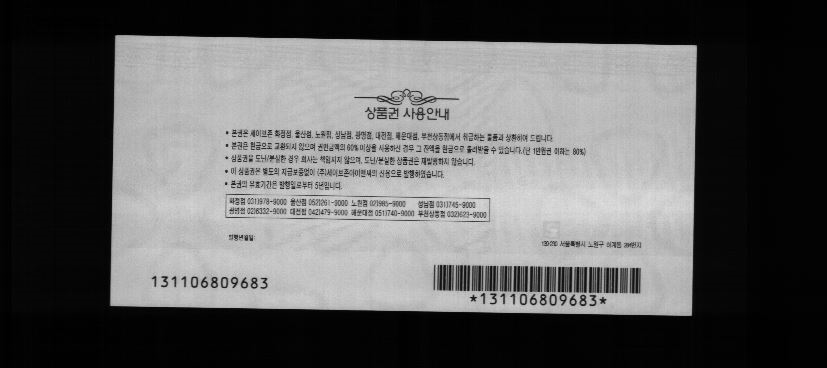 상품권 사용안내
• 본권은 세이브존 화정점, 울산점, 노원점, 성남점, 광명점, 대전점, 해운대점, 부천상동점에서 취급하는 물품과 상환하여 드립니다.
• 본권은 현금으로 교환되지 않으며 권면금액의 60%이상을 사용하신 경우 그 잔액을 현금으로 돌려받을 수 있습니다.(단 1만원권 이하는 80%)
• 상품권을 도난/분실한 경우 회사는 책임지지 않으며, 도난/분실한 상품권은 재발행하지 않습니다.
• 이 상품권은 별도의 지급보증없이 (주)세이브존아이앤씨의 신용으로 발행하였습니다.
• 본권의 유효기간은 발행일로부터 5년입니다.
화정점 031)978-9000 울산점 052)261-9000 노원점 02)985-9000 성남점 031)745-9000
광명점 02)6332-9000 대전점 042)479-9000 해운대점 051)740-9000 부천상동점 032)623-9000
발행년월일:
139-230 서울특별시 노원구 하계동 284번지
131106809683
*131106809683*